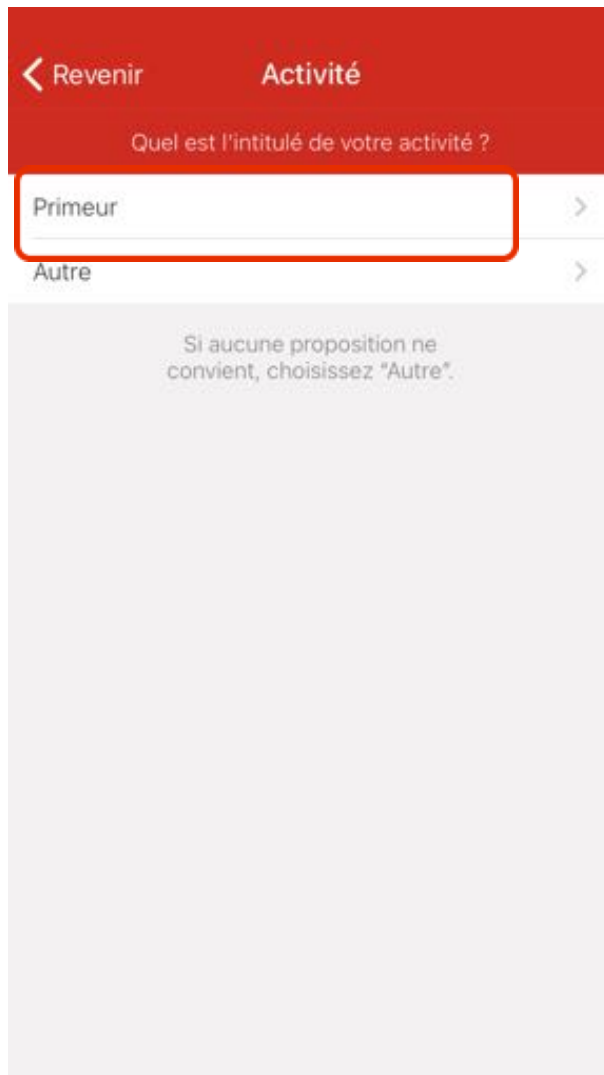 Revenir
Activité
Quel est l'intitulé de votre activité ?
Primeur
Autre
Si aucune proposition ne
convient, choisissez "Autre".